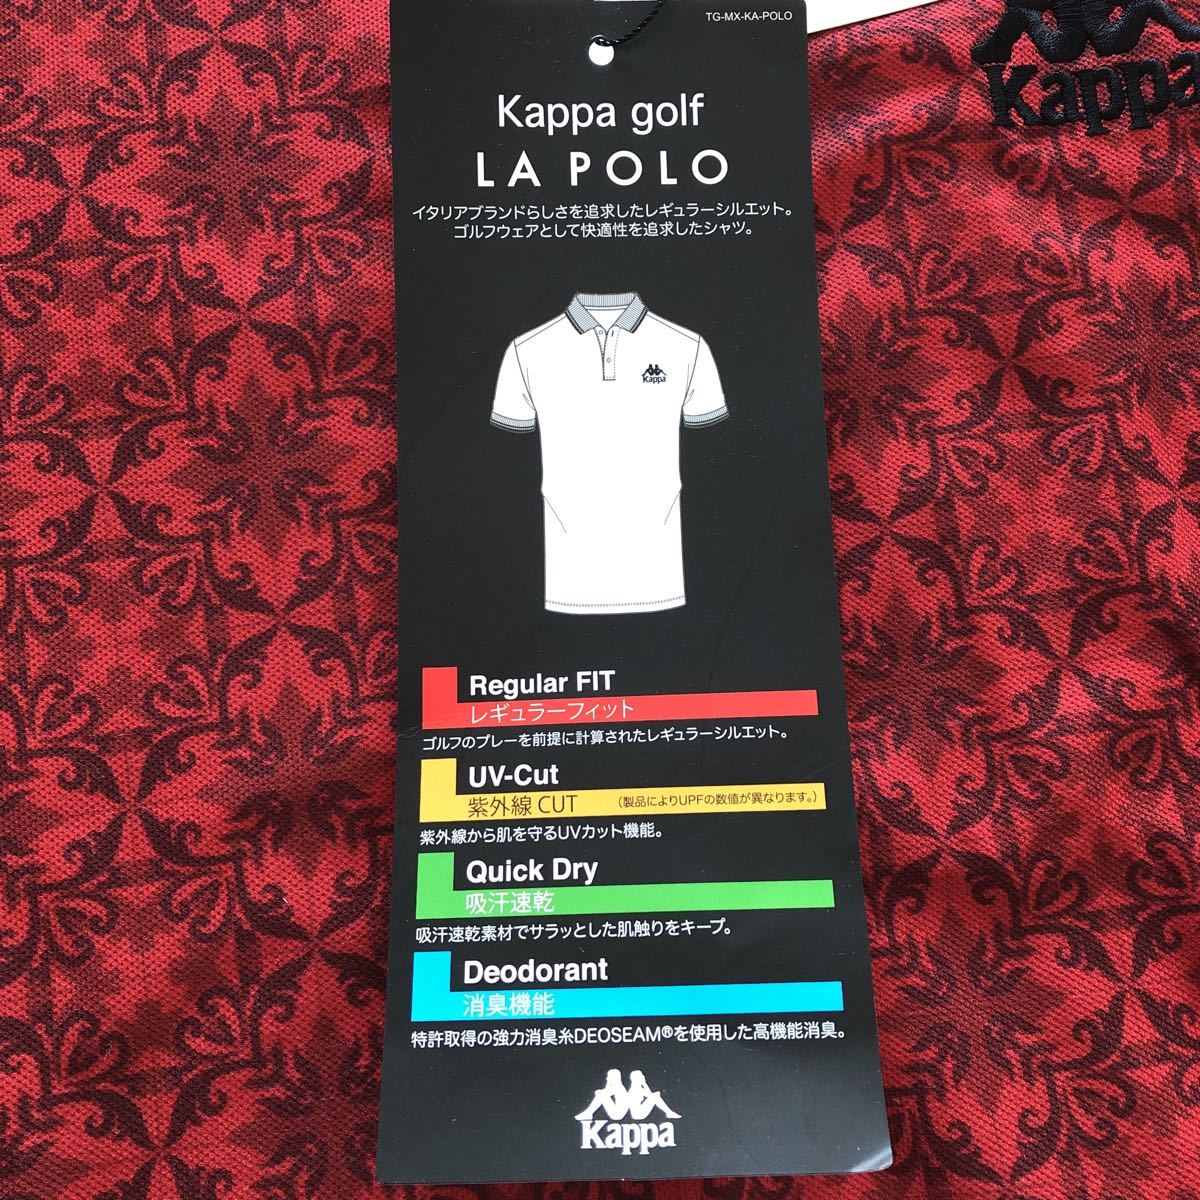 TG-MX-KA-POLO
Kappa
Kappa golf
LA POLO
イタリアブランドらしさを追求したレギュラーシルエット。
ゴルフウェアとして快適性を追求したシャツ。
Kappa
Regular FIT
レギュラーフィット
ゴルフのプレーを前提に計算されたレギュラーシルエット。
UV-Cut
紫外線 CUT （製品によりUPFの数値が異なります。）
紫外線から肌を守るUVカット機能。
Quick Dry
吸汗速乾
吸汗速乾素材でサラッとした肌触りをキープ。
Deodorant
消臭機能
特許取得の強力消臭糸DEOSEAM®を使用した高機能消臭。
Kappa